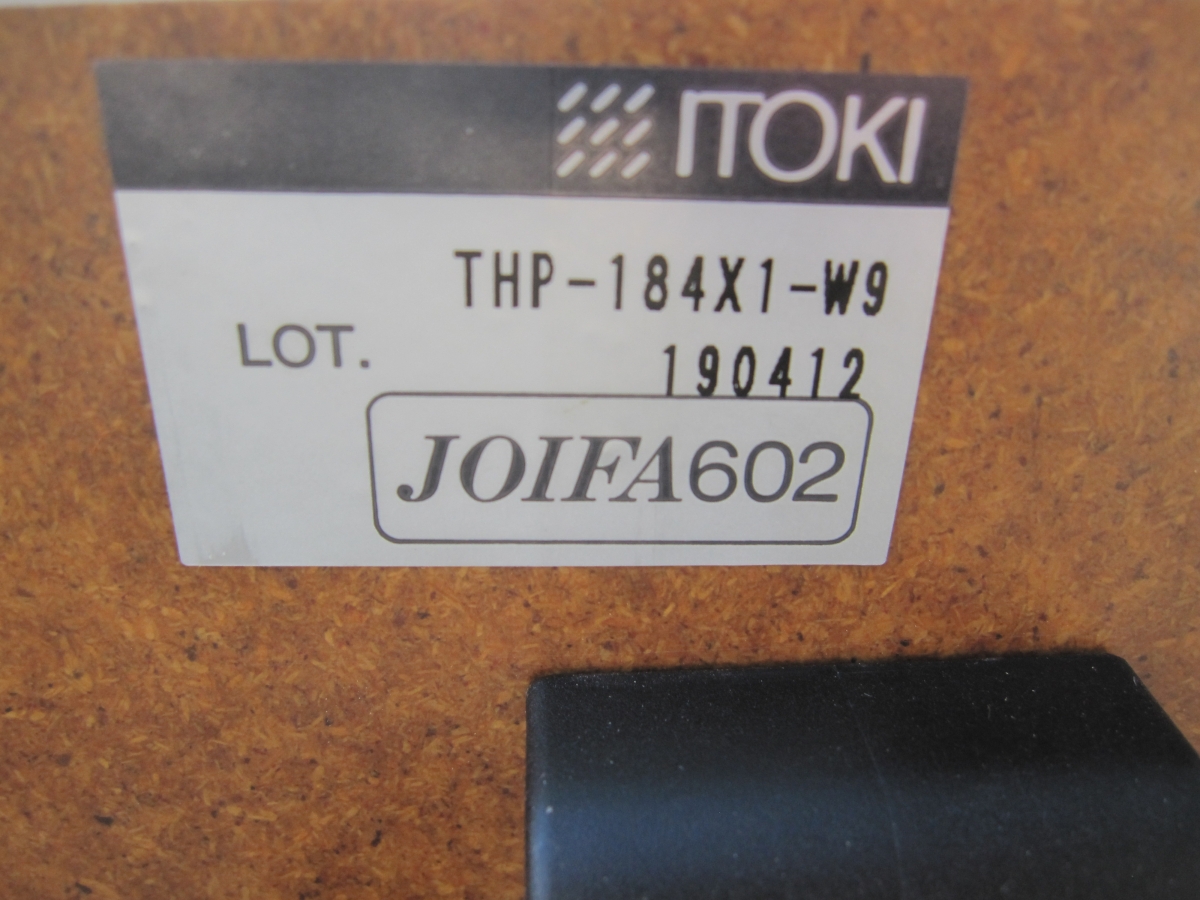 ITOKI
THP-184X1-W9
LOT. 190412
JOIFA602